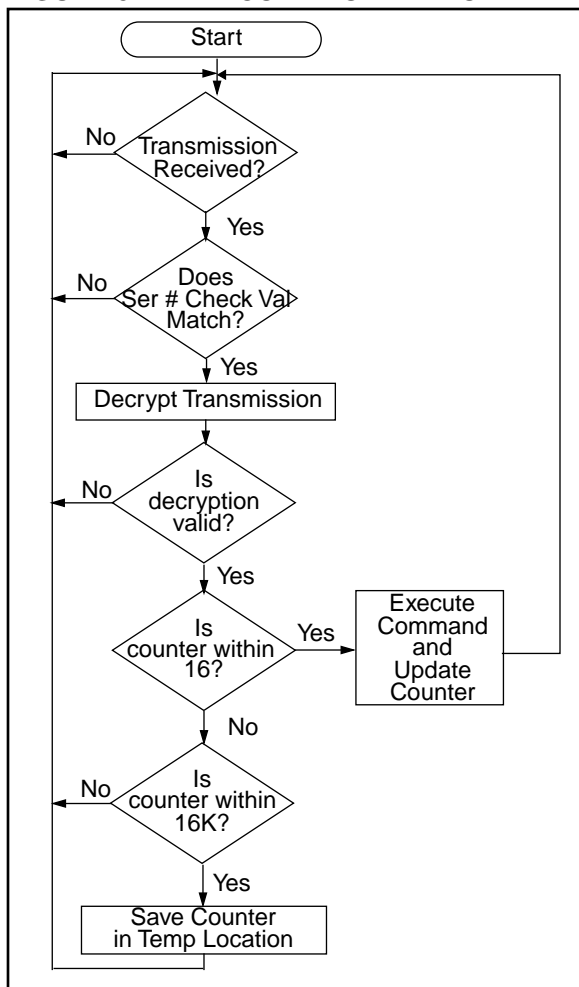 Start
No
Transmission
Received?
Yes
No
Does
Ser # Check Val
Match?
Yes
Decrypt Transmission
Is
decryption
valid?
No
Yes
Is
counter within
16?
Yes
Execute
Command
and
Update
Counter
No
Is
counter within
16K?
No
Yes
Save Counter
in Temp Location